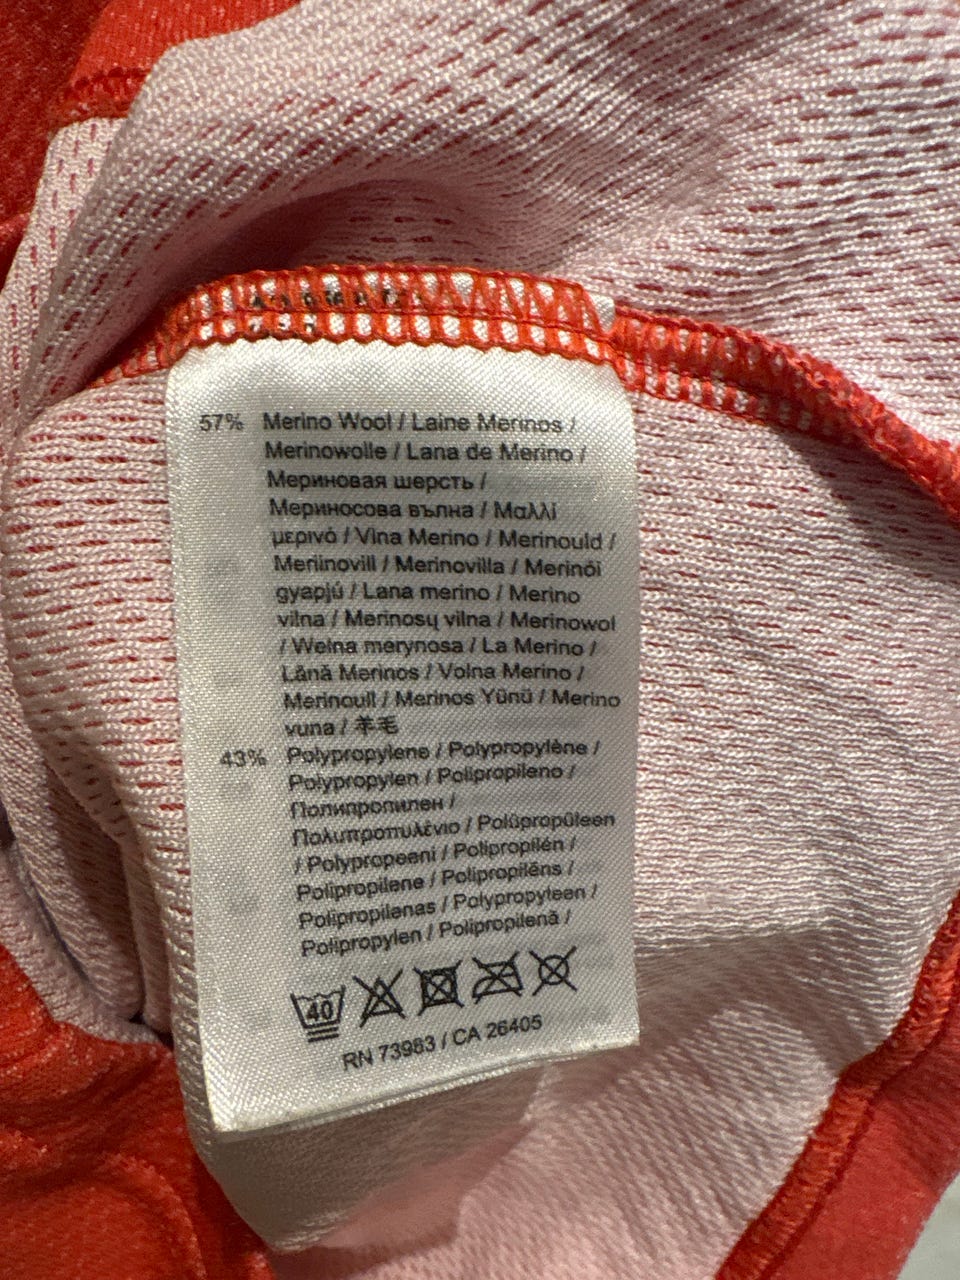 57% Merino Wool / Laine Merinos /
Merinowolle / Lana de Merino /
Мериновая шерсть /
Мериносова вълна / Μαλλί
μερινό / Vlna Merino / Merinould /
Meriinovill / Merinovilla / Merinói
gyapjú / Lana merino / Merino
vilna / Merinosų vilna / Merinowol
/ Wełna merynosa / La Merino /
Lână Merinos / Volna Merino /
Merinoull / Merinos Yünü / Merino
vuna / 羊毛
43% Polypropylene / Polypropylène /
Polypropylen / Polipropileno /
Полипропилен /
Πολυπροπυλένιο / Polüpropüleen
/ Polypropeeni / Polipropilén /
Polipropilene / Polipropilēns /
Polipropilenas / Polypropyleen /
Polipropylen / Polipropilenă /
40
RN 73983 / CA 26405